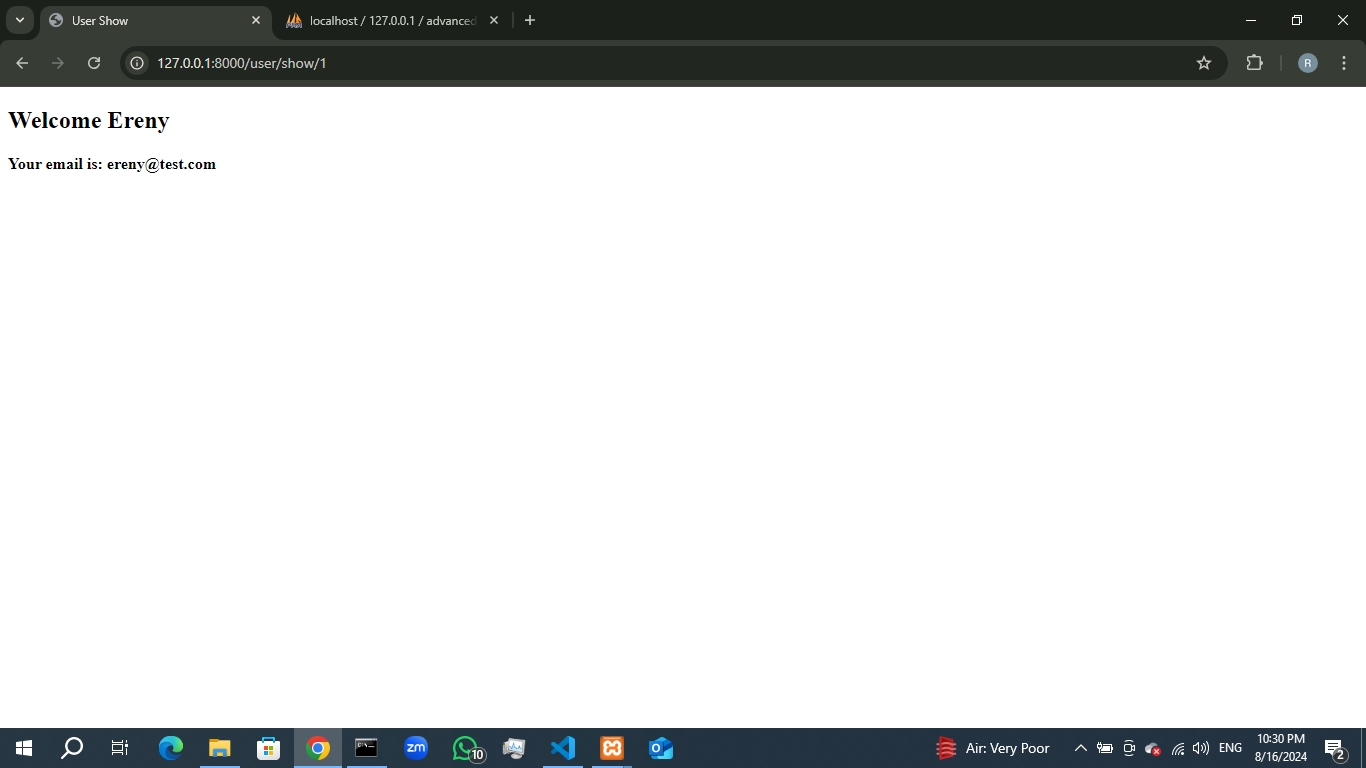 User Show
localhost / 127.0.0.1 / advanced
127.0.0.1:8000/user/show/1
R
Welcome Ereny
Your email is: ereny@test.com
zm
10
Air: Very Poor
ENG
10:30 PM
8/16/2024
2